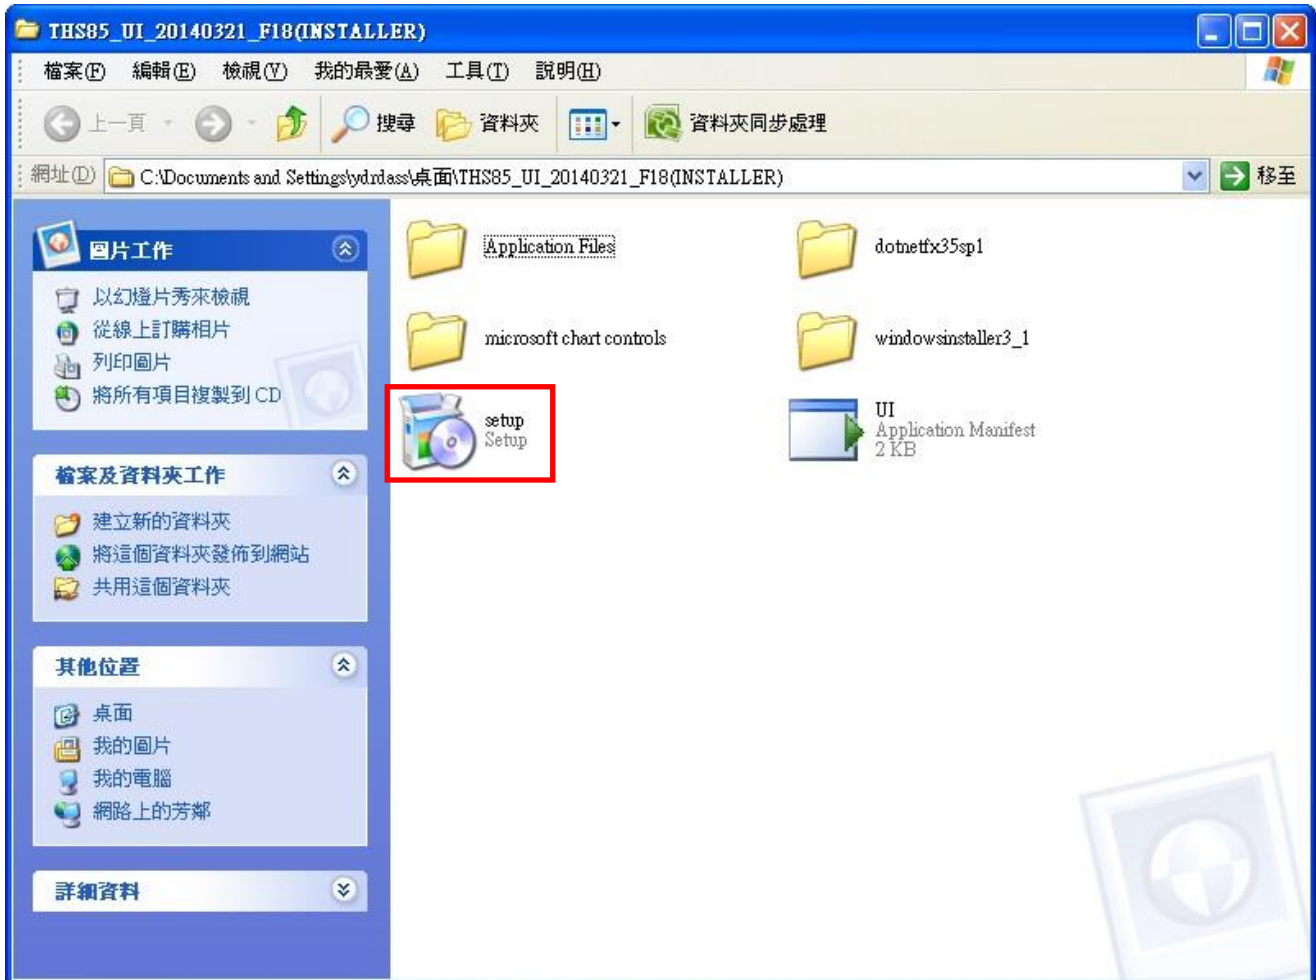 THS85_UI_20140321_F18(INSTALLER)
檔案(F) 編輯(E) 檢視(V) 我的最愛(A) 工具(T) 說明(H)
上一頁 搜尋 資料夾 資料夾同步處理
網址(D) C:\Documents and Settings\ydrdass\桌面\THS85_UI_20140321_F18(INSTALLER) 移至
圖片工作
以幻燈片秀來檢視
從線上訂購相片
列印圖片
將所有項目複製到 CD
檔案及資料夾工作
建立新的資料夾
將這個資料夾發佈到網站
共用這個資料夾
其他位置
桌面
我的圖片
我的電腦
網路上的芳鄰
詳細資料
Application Files
dotnetfx35sp1
microsoft chart controls
windowsinstaller3_1
setup
Setup
UI
Application Manifest
2 KB